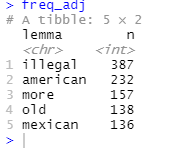 > freq_adj
# A tibble: 5 × 2
lemma n
<chr> <int>
1 illegal 387
2 american 232
3 more 157
4 old 138
5 mexican 136
>